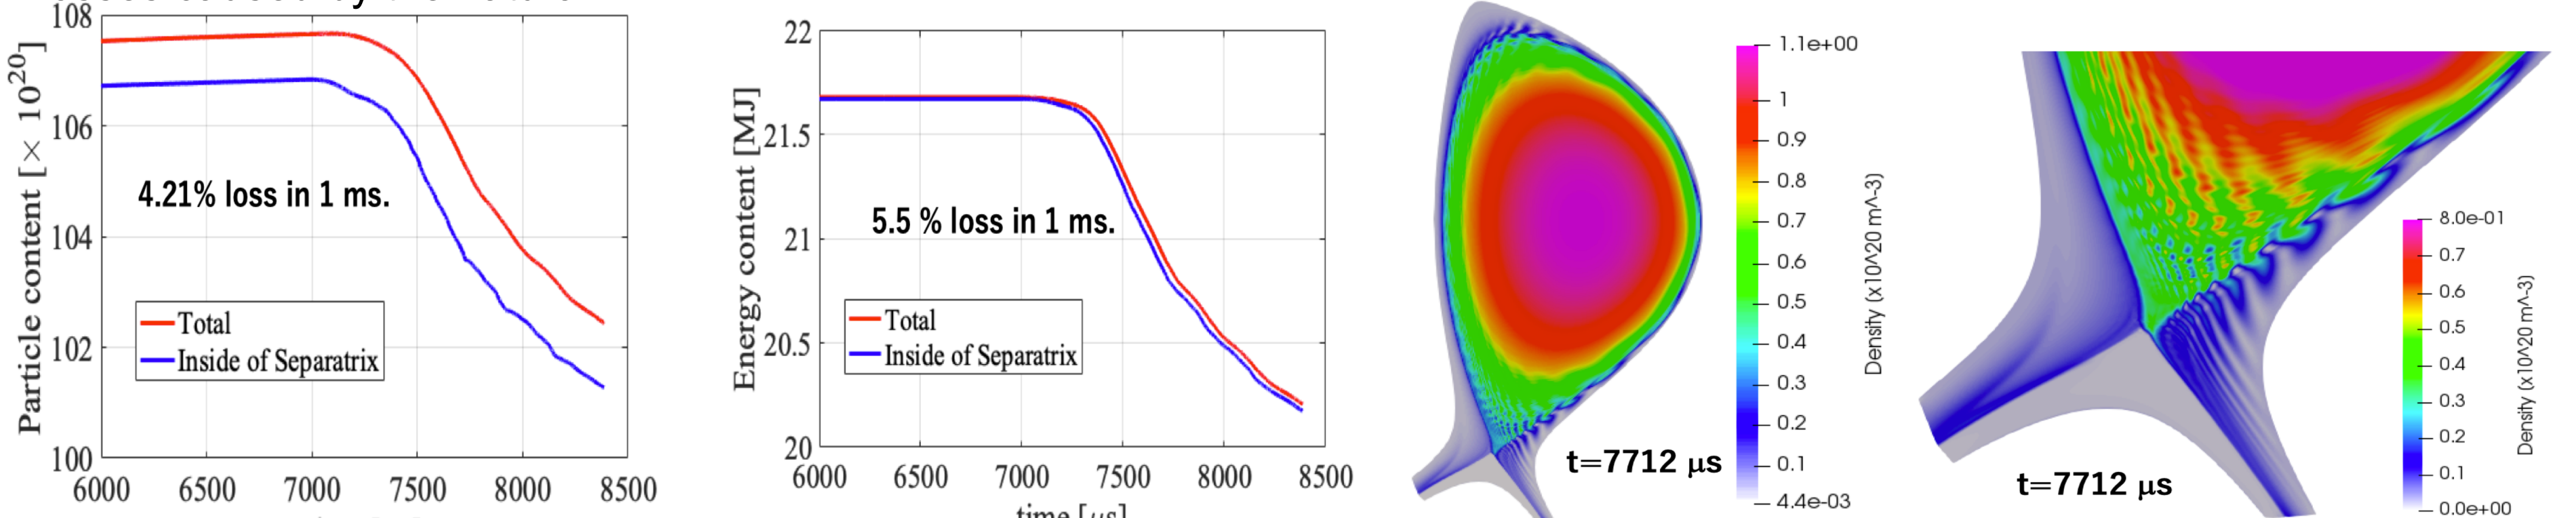 108
106
104
102
100
Particle content [× 10^20]
4.21% loss in 1 ms.
Total
Inside of Separatrix
6000 6500 7000 7500 8000 8500
22
21.5
21
20.5
20
Energy content [MJ]
5.5 % loss in 1 ms.
Total
Inside of Separatrix
6000 6500 7000 7500 8000 8500
time [μs]
t=7712 μs
1.1e+00
1
0.9
0.8
0.7
0.6
0.5
0.4
0.3
0.2
0.1
4.4e-03
Density (x10^20 m^-3)
t=7712 μs
8.0e-01
0.7
0.6
0.5
0.4
0.3
0.2
0.1
0.0e+00
Density (x10^20 m^-3)